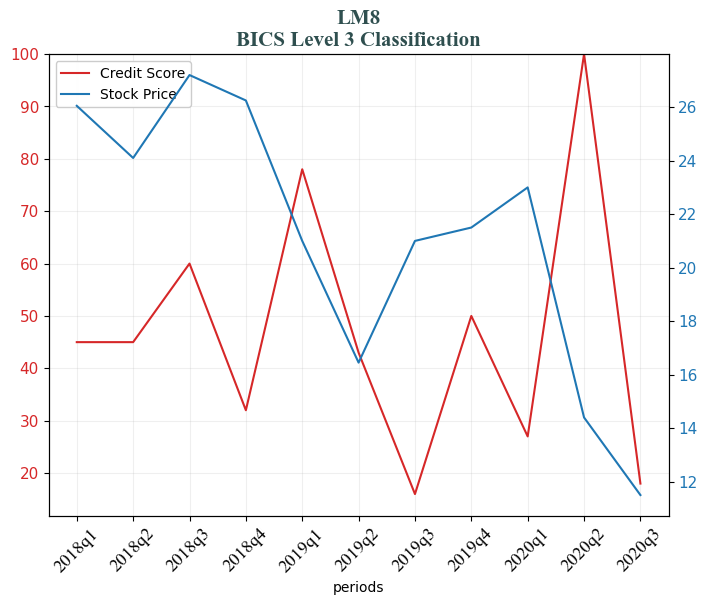 LM8
BICS Level 3 Classification
Credit Score
Stock Price
100
90
80
70
60
50
40
30
20
26
24
22
20
18
16
14
12
2018q1
2018q2
2018q3
2018q4
2019q1
2019q2
2019q3
2019q4
2020q1
2020q2
2020q3
periods